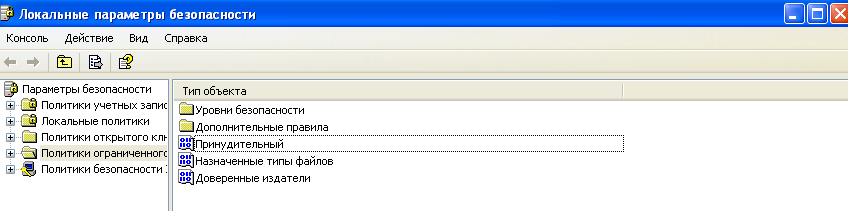 Локальные параметры безопасности
Консоль Действие Вид Справка
Параметры безопасности
Политики учетных запис
Локальные политики
Политики открытого клю
Политики ограниченного
Политики безопасности
Тип объекта
Уровни безопасности
Дополнительные правила
Принудительный
Назначенные типы файлов
Доверенные издатели